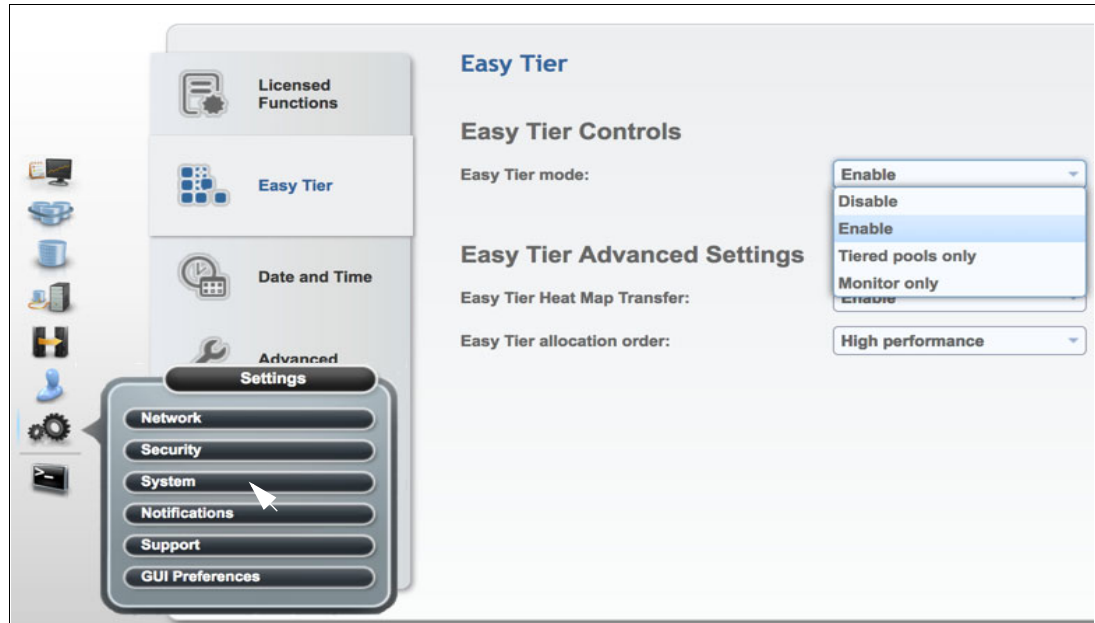 Licensed
Functions
Easy Tier
Date and Time
Advanced
Settings
Network
Security
System
Notifications
Support
GUI Preferences
Easy Tier
Easy Tier Controls
Easy Tier mode:
Enable
Disable
Enable
Tiered pools only
Monitor only
Easy Tier Advanced Settings
Easy Tier Heat Map Transfer:
Enable
Easy Tier allocation order:
High performance